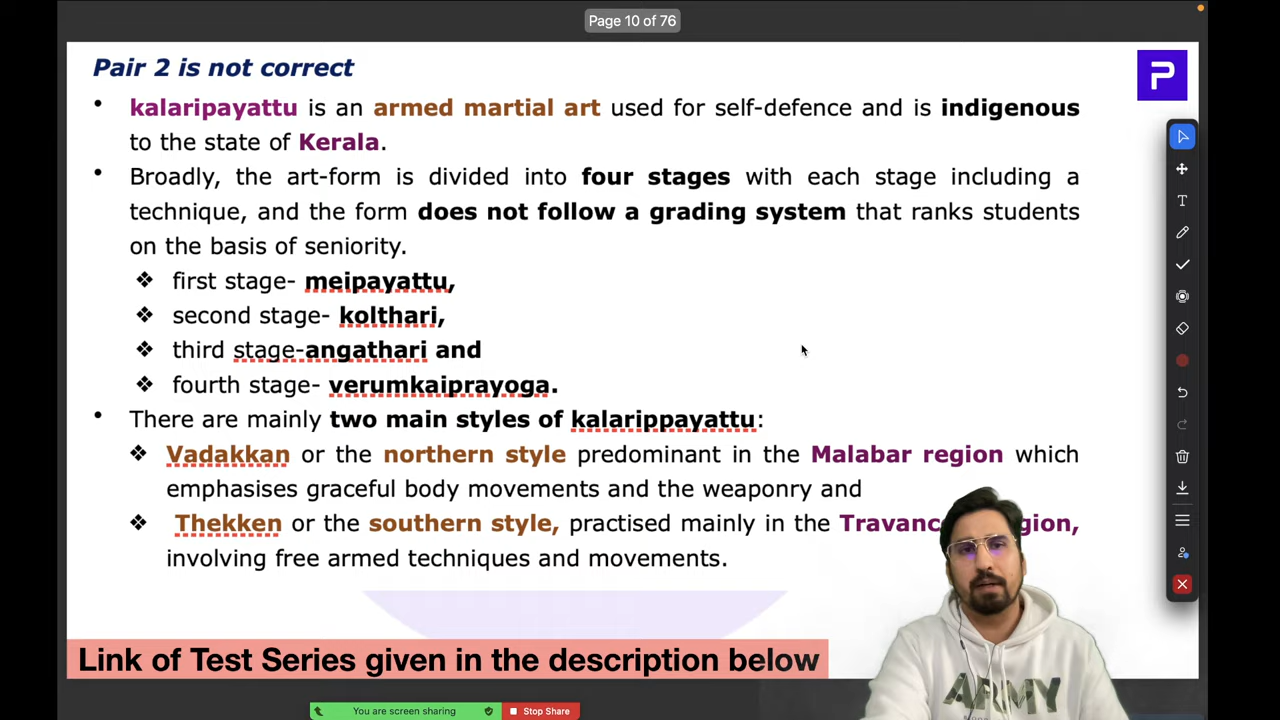 Page 10 of 76
Pair 2 is not correct
P
• kalaripayattu is an armed martial art used for self-defence and is indigenous
to the state of Kerala.
• Broadly, the art-form is divided into four stages with each stage including a
technique, and the form does not follow a grading system that ranks students
on the basis of seniority.
❖ first stage- meipayattu,
❖ second stage- kolthari,
❖ third stage-angathari and
❖ fourth stage- verumkaiprayoga.
• There are mainly two main styles of kalarippayattu:
❖ Vadakkan or the northern style predominant in the Malabar region which
emphasises graceful body movements and the weaponry and
❖ Thekken or the southern style, practised mainly in the
involving free armed techniques and movements.
Link of Test Series given in the description below
ARMY
You are screen sharing
Stop Share